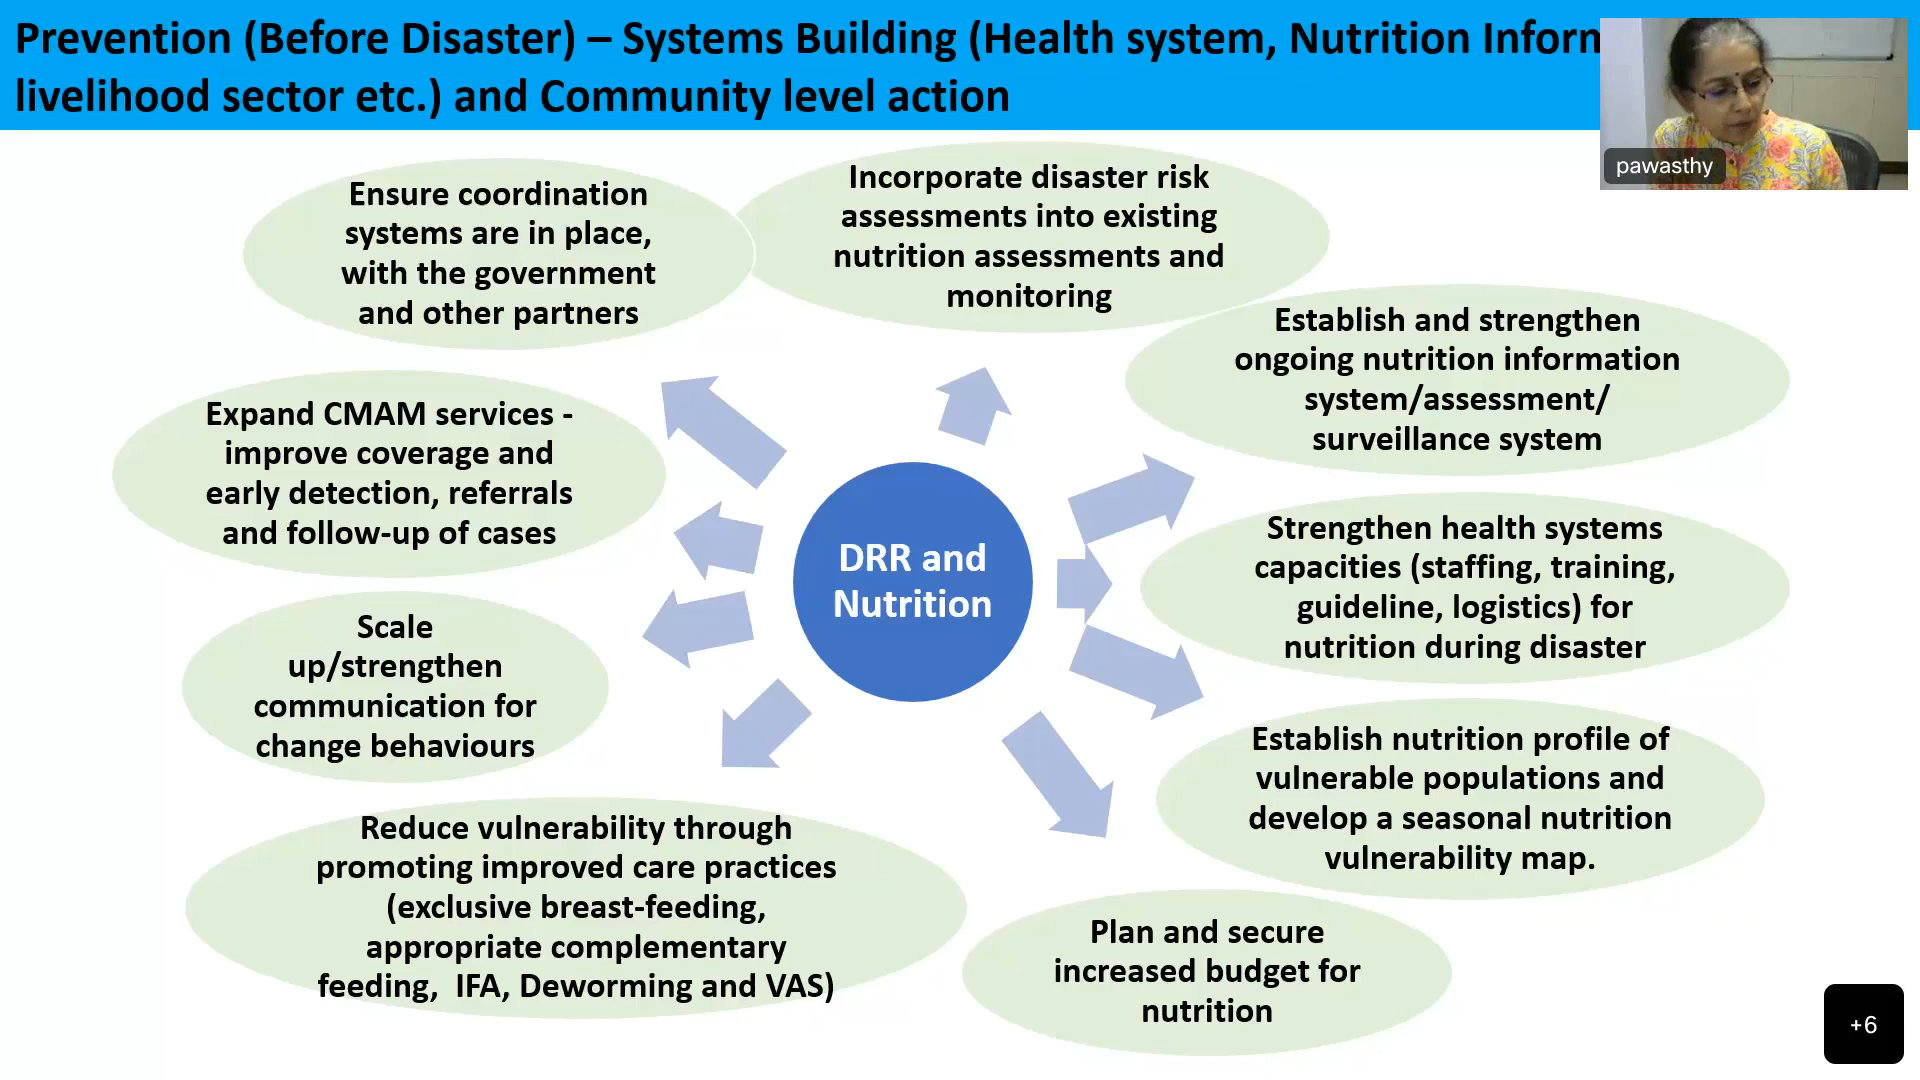 Prevention (Before Disaster) – Systems Building (Health system, Nutrition
livelihood sector etc.) and Community level action
pawasthy
Ensure coordination
systems are in place,
with the government
and other partners
Incorporate disaster risk
assessments into existing
nutrition assessments and
monitoring
Establish and strengthen
ongoing nutrition information
system/assessment/
surveillance system
Expand CMAM services -
improve coverage and
early detection, referrals
and follow-up of cases
DRR and
Nutrition
Strengthen health systems
capacities (staffing, training,
guideline, logistics) for
nutrition during disaster
Scale
up/strengthen
communication for
change behaviours
Establish nutrition profile of
vulnerable populations and
develop a seasonal nutrition
vulnerability map.
Reduce vulnerability through
promoting improved care practices
(exclusive breast-feeding,
appropriate complementary
feeding,  IFA, Deworming and VAS)
Plan and secure
increased budget for
nutrition
+6